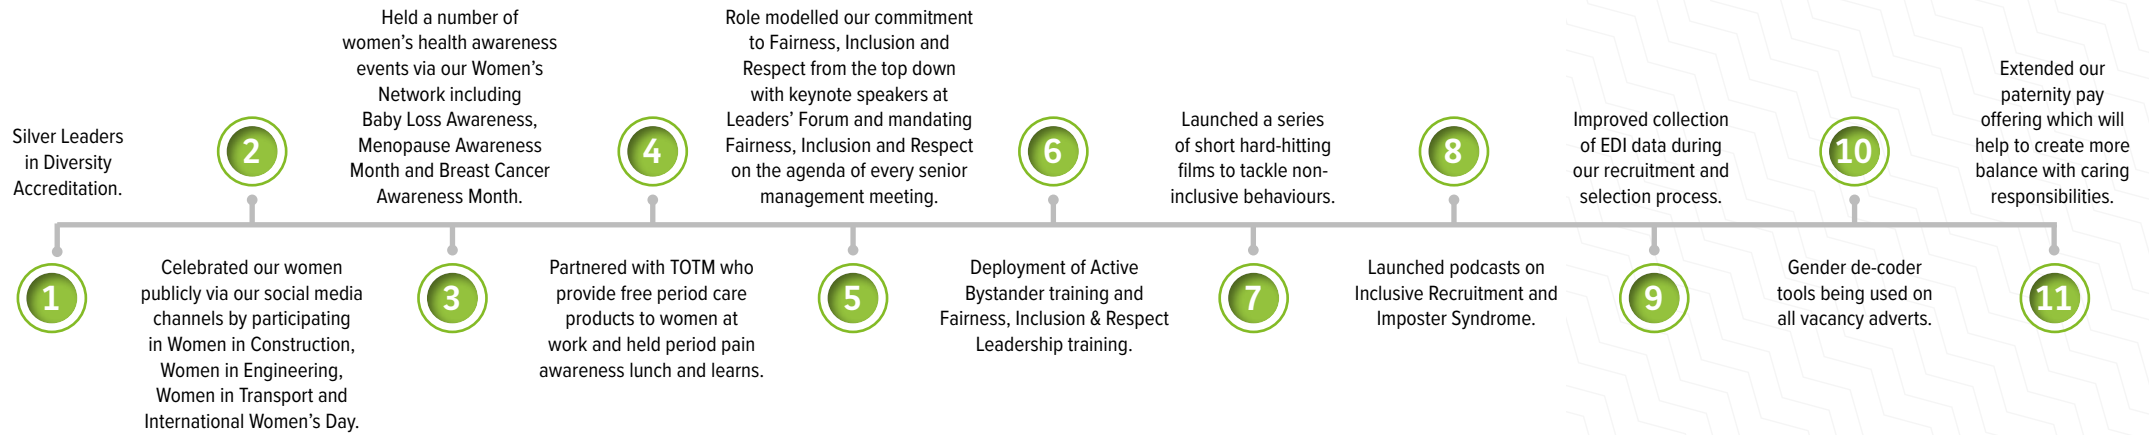 1
Silver Leaders
in Diversity
Accreditation.
2
Celebrated our women
publicly via our social media
channels by participating
in Women in Construction,
Women in Engineering,
Women in Transport and
International Women’s Day.
3
Held a number of
women’s health awareness
events via our Women’s
Network including
Baby Loss Awareness,
Menopause Awareness
Month and Breast Cancer
Awareness Month.
4
Partnered with TOTM who
provide free period care
products to women at
work and held period pain
awareness lunch and learns.
5
Role modelled our commitment
to Fairness, Inclusion and
Respect from the top down
with keynote speakers at
Leaders’ Forum and mandating
Fairness, Inclusion and Respect
on the agenda of every senior
management meeting.
6
Deployment of Active
Bystander training and
Fairness, Inclusion & Respect
Leadership training.
7
Launched a series
of short hard-hitting
films to tackle non-
inclusive behaviours.
8
Launched podcasts on
Inclusive Recruitment and
Imposter Syndrome.
9
Improved collection
of EDI data during
our recruitment and
selection process.
10
Gender de-coder
tools being used on
all vacancy adverts.
11
Extended our
paternity pay
offering which will
help to create more
balance with caring
responsibilities.